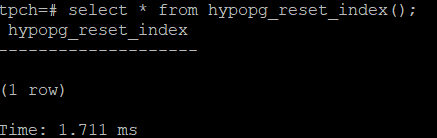 tpch=# select * from hypopg_reset_index();
 hypopg_reset_index
--------------------

(1 row)

Time: 1.711 ms